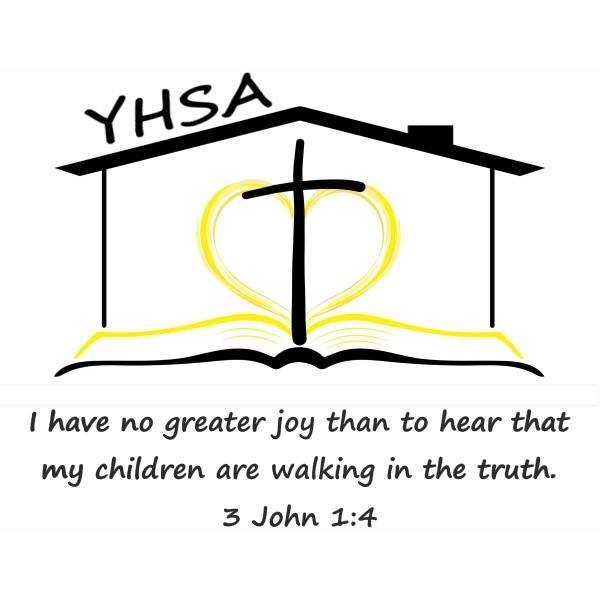 YHSA
I have no greater joy than to hear that
my children are walking in the truth.
3 John 1:4